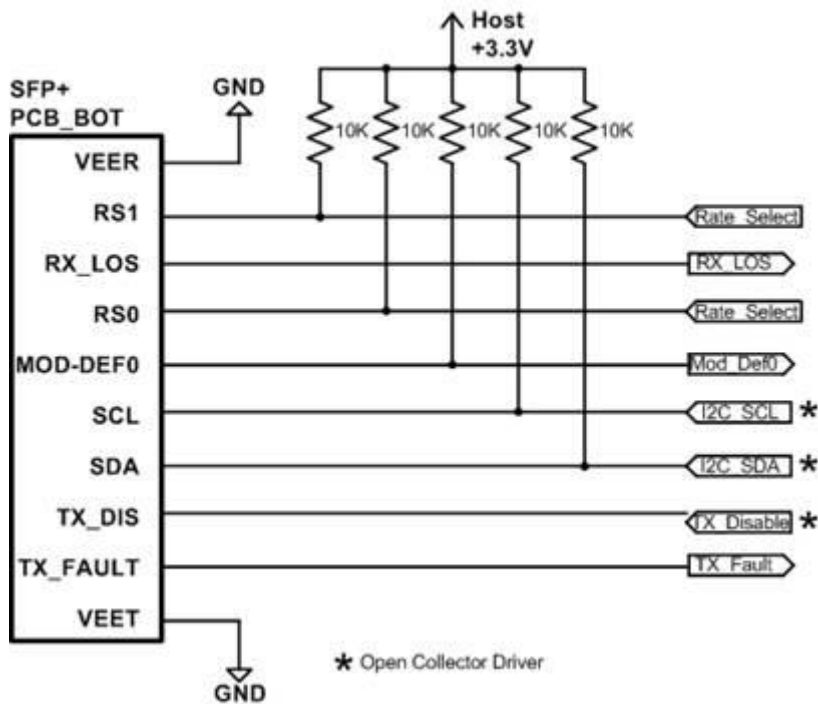 Host
+3.3V
SFP+
PCB_BOT
GND
10K
10K
10K
10K
10K
VEER
RS1
Rate_Select
RX_LOS
RX_LOS
RS0
Rate_Select
MOD-DEF0
Mod_Def0
SCL
I2C_SCL *
SDA
I2C_SDA *
TX_DIS
TX_Disable *
TX_FAULT
TX_Fault
VEET
* Open Collector Driver
GND